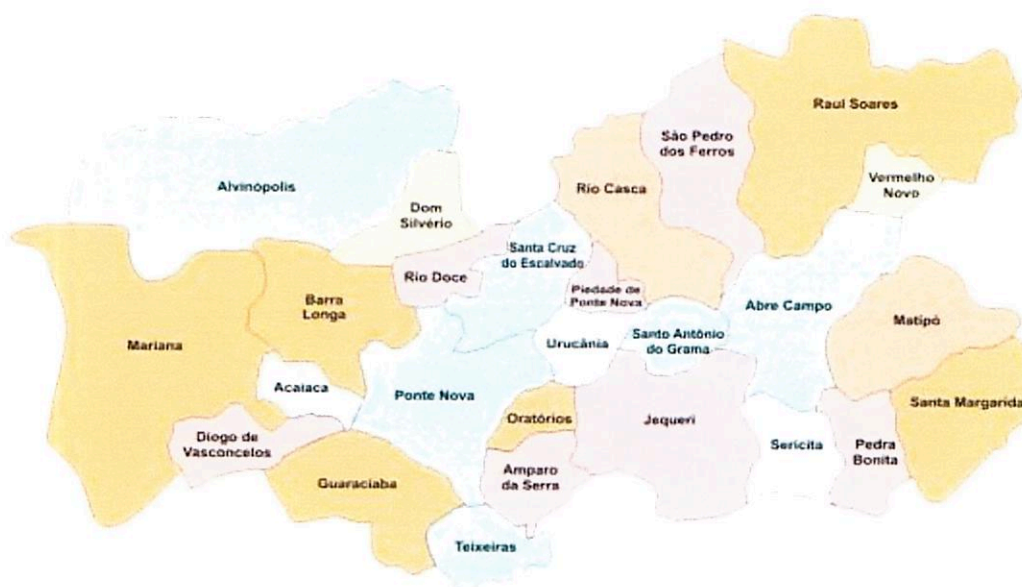 Raul Soares
São Pedro
dos Ferros
Vermelho
Novo
Rio Casca
Alvinópolis
Dom
Silvério
Santa Cruz
do Escalvado
Rio Doce
Piedade de
Ponte Nova
Barra
Longa
Abre Campo
Matipó
Mariana
Urucânia
Santo Antônio
do Grama
Acaiaca
Ponte Nova
Santa Margarida
Oratórios
Jequeri
Diogo de
Vasconcelos
Sericita
Pedra
Bonita
Guaraciaba
Amparo
da Serra
Teixeiras